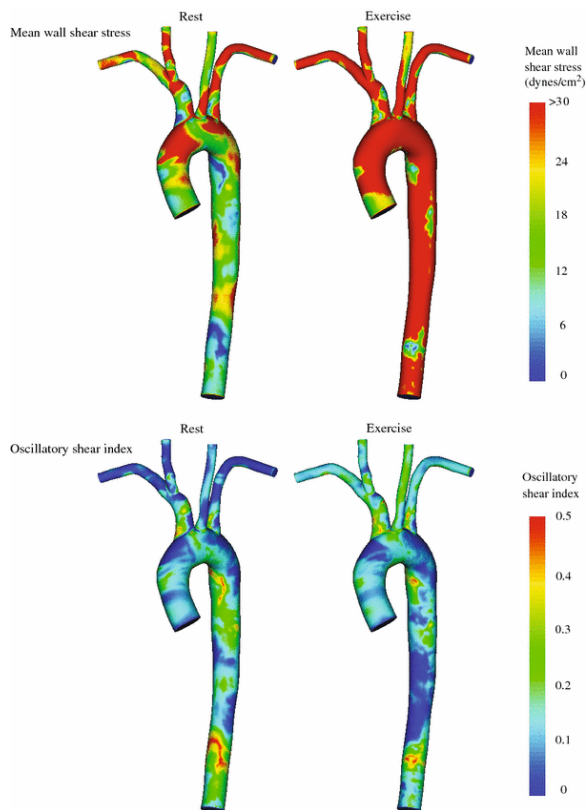 Rest
Exercise
Mean wall shear stress
Mean wall
shear stress
(dynes/cm²)
>30
24
18
12
6
0
Rest
Exercise
Oscillatory shear index
Oscillatory
shear index
0.5
0.4
0.3
0.2
0.1
0